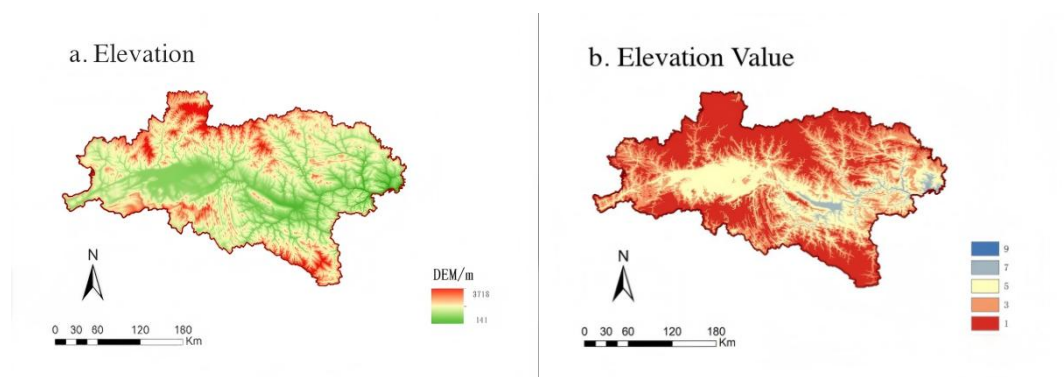 a. Elevation
N
0 30 60 120 180
Km
DEM/m
3718
141
b. Elevation Value
N
0 30 60 120 180
Km
9
7
5
3
1